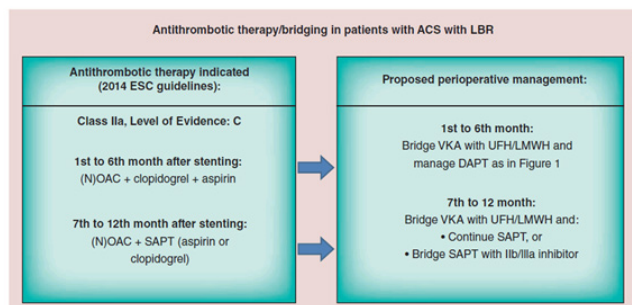 Antithrombotic therapy/bridging in patients with ACS with LBR
Antithrombotic therapy indicated
(2014 ESC guidelines):
Class IIa, Level of Evidence: C
1st to 6th month after stenting:
(N)OAC + clopidogrel + aspirin
7th to 12th month after stenting:
(N)OAC + SAPT (aspirin or
clopidogrel)
Proposed perioperative management:
1st to 6th month:
Bridge VKA with UFH/LMWH and
manage DAPT as in Figure 1
7th to 12 month:
Bridge VKA with UFH/LMWH and:
• Continue SAPT, or
• Bridge SAPT with IIb/IIIa inhibitor